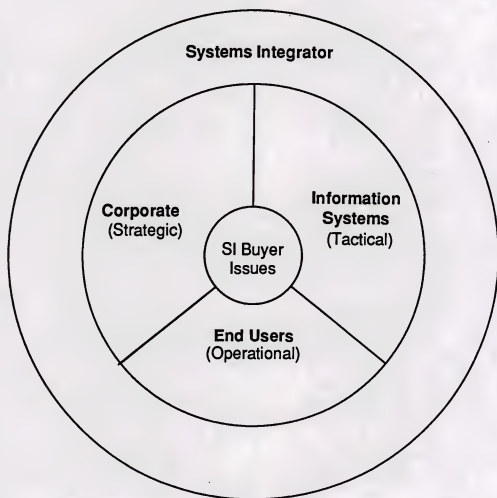 Systems Integrator
Corporate
(Strategic)
Information
Systems
(Tactical)
SI Buyer
Issues
End Users
(Operational)